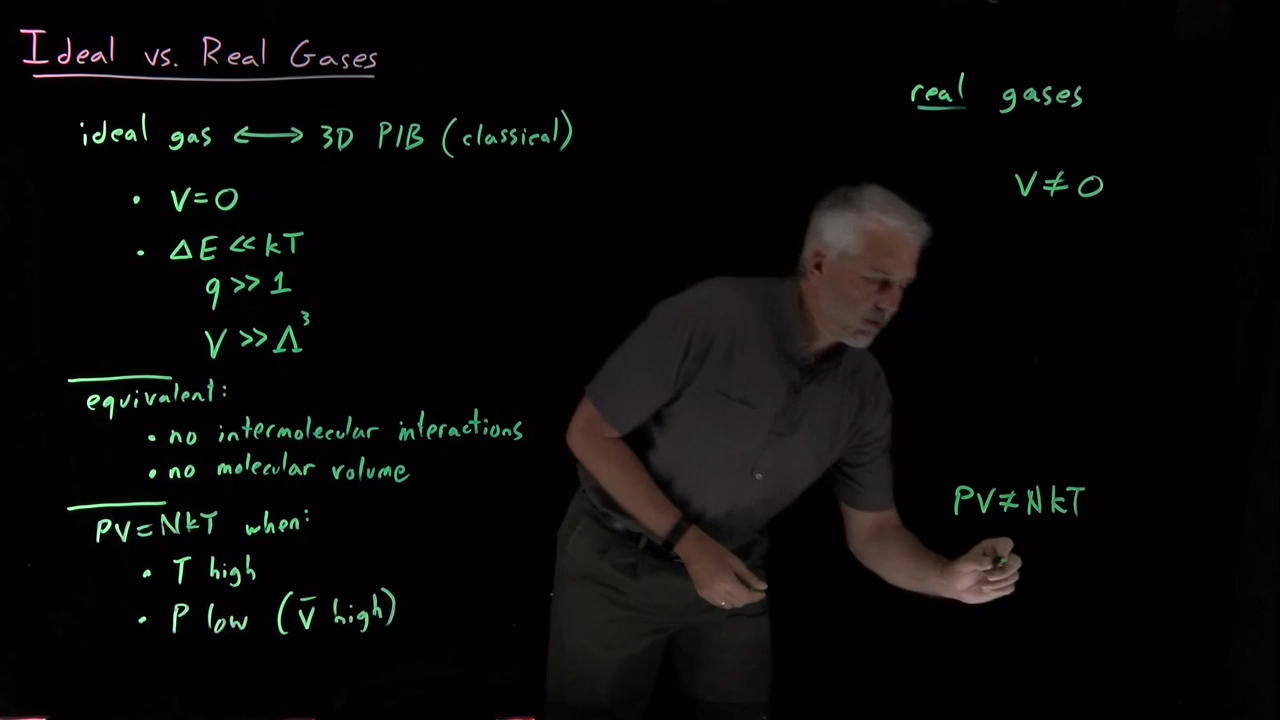 Ideal vs. Real Gases
ideal gas ⟷ 3D PIB (classical)
• V=0
• ΔE ≪ kT
q ≫ 1
V ≫ Λ³
equivalent:
• no intermolecular interactions
• no molecular volume
PV=NkT when:
• T high
• P low (V̄ high)
real gases
V≠0
PV≠NkT